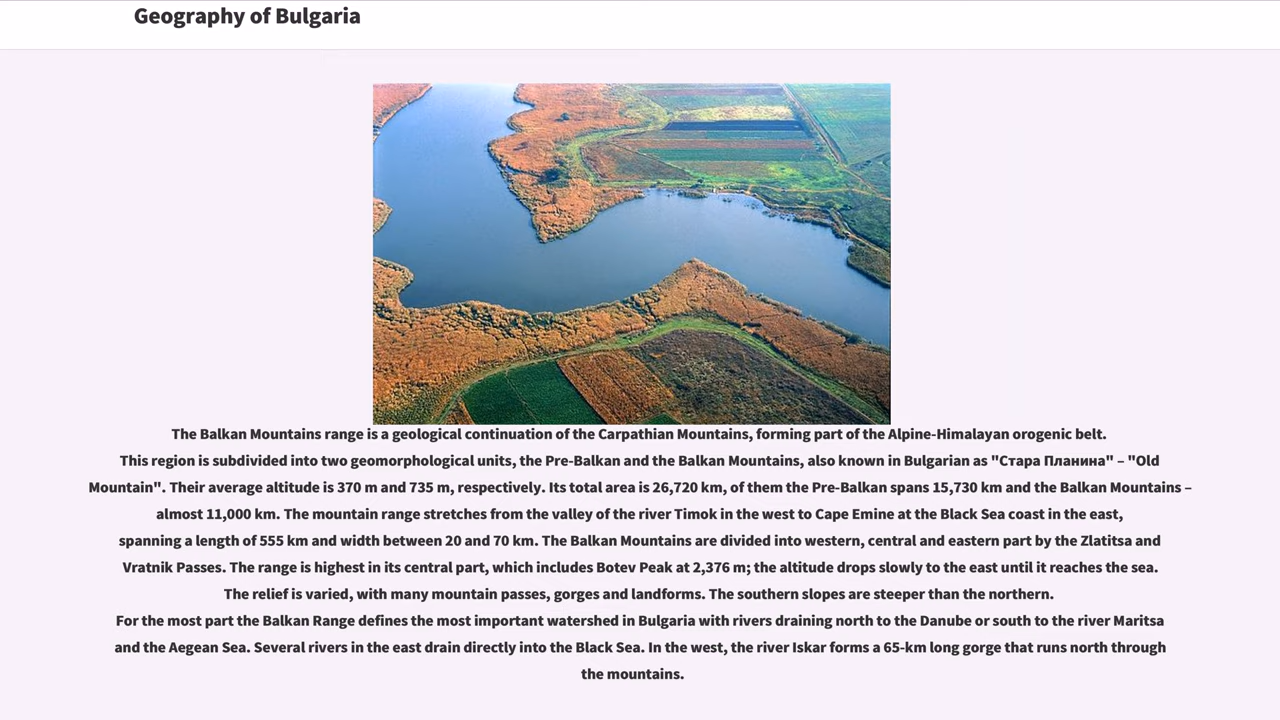 Geography of Bulgaria
The Balkan Mountains range is a geological continuation of the Carpathian Mountains, forming part of the Alpine-Himalayan orogenic belt.
This region is subdivided into two geomorphological units, the Pre-Balkan and the Balkan Mountains, also known in Bulgarian as "Стара Планина" – "Old
Mountain". Their average altitude is 370 m and 735 m, respectively. Its total area is 26,720 km, of them the Pre-Balkan spans 15,730 km and the Balkan Mountains –
almost 11,000 km. The mountain range stretches from the valley of the river Timok in the west to Cape Emine at the Black Sea coast in the east,
spanning a length of 555 km and width between 20 and 70 km. The Balkan Mountains are divided into western, central and eastern part by the Zlatitsa and
Vratnik Passes. The range is highest in its central part, which includes Botev Peak at 2,376 m; the altitude drops slowly to the east until it reaches the sea.
The relief is varied, with many mountain passes, gorges and landforms. The southern slopes are steeper than the northern.
For the most part the Balkan Range defines the most important watershed in Bulgaria with rivers draining north to the Danube or south to the river Maritsa
and the Aegean Sea. Several rivers in the east drain directly into the Black Sea. In the west, the river Iskar forms a 65-km long gorge that runs north through
the mountains.